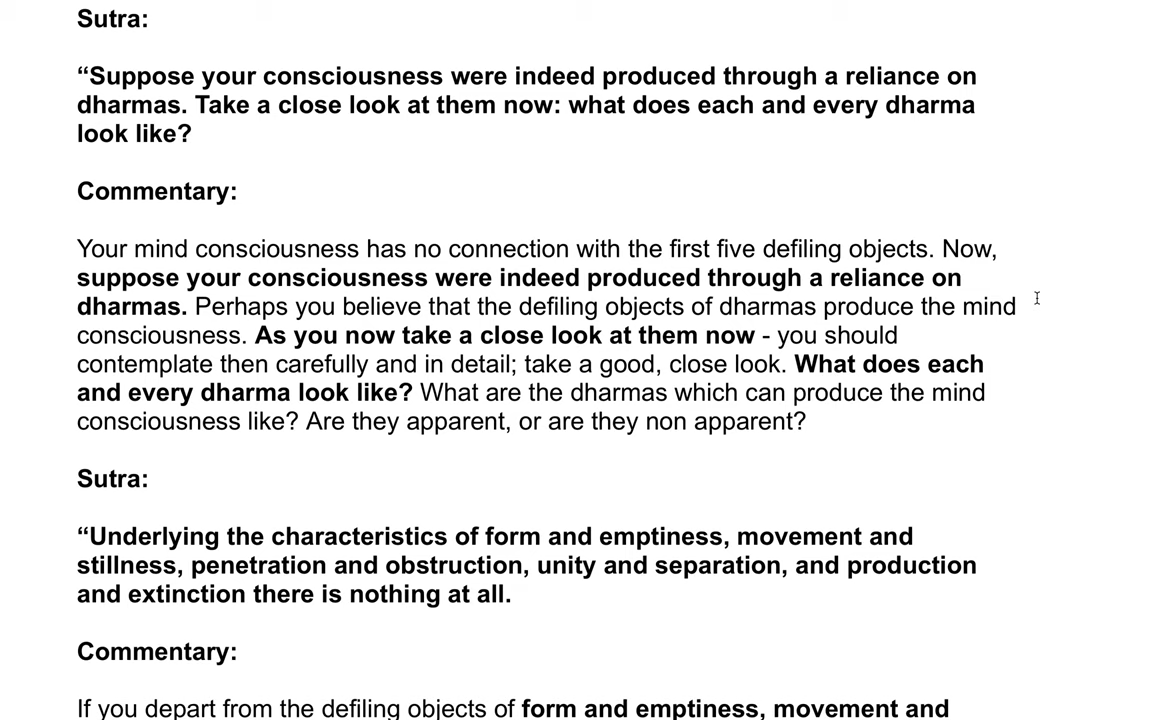 Sutra:
“Suppose your consciousness were indeed produced through a reliance on
dharmas. Take a close look at them now: what does each and every dharma
look like?
Commentary:
Your mind consciousness has no connection with the first five defiling objects. Now,
suppose your consciousness were indeed produced through a reliance on
dharmas. Perhaps you believe that the defiling objects of dharmas produce the mind
consciousness. As you now take a close look at them now - you should
contemplate then carefully and in detail; take a good, close look. What does each
and every dharma look like? What are the dharmas which can produce the mind
consciousness like? Are they apparent, or are they non apparent?
Sutra:
“Underlying the characteristics of form and emptiness, movement and
stillness, penetration and obstruction, unity and separation, and production
and extinction there is nothing at all.
Commentary:
If you depart from the defiling objects of form and emptiness, movement and